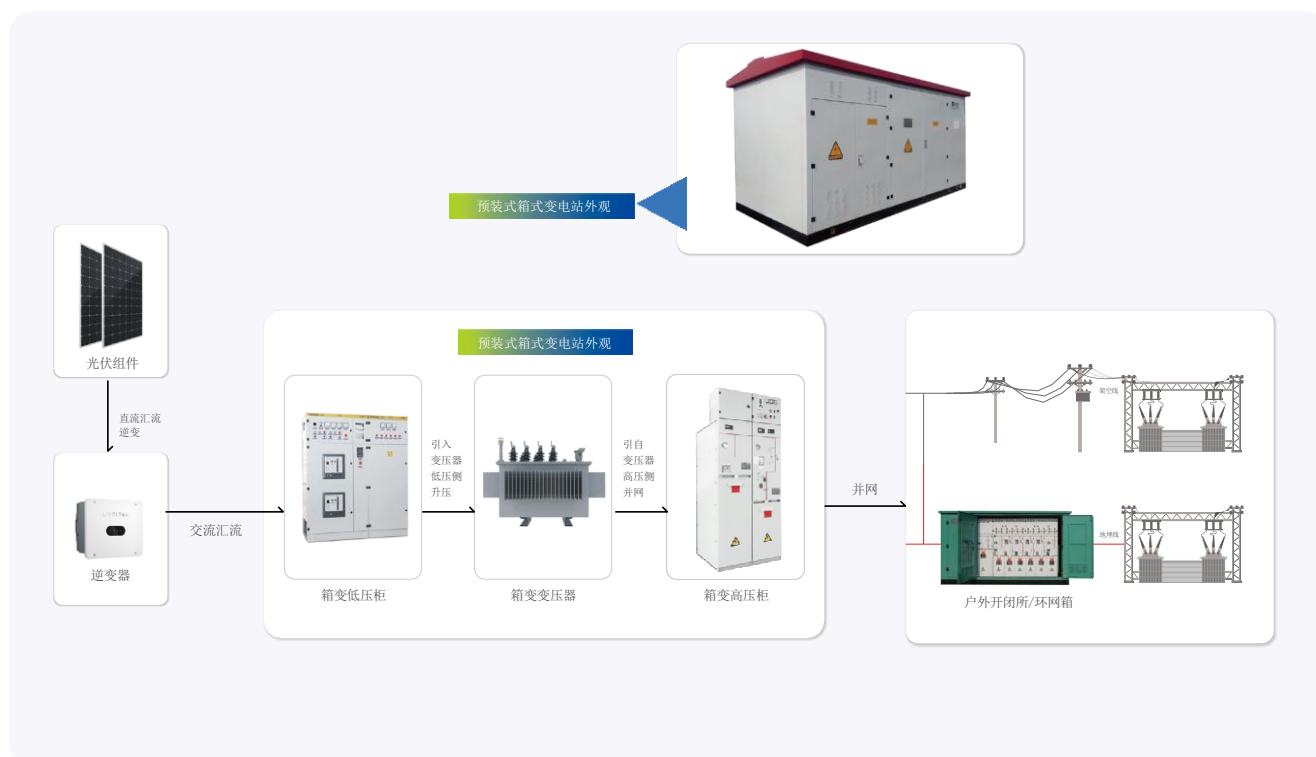 预装式箱式变电站外观
光伏组件
直流汇流
逆变
逆变器
交流汇流
预装式箱式变电站外观
引入
变压器
低压侧
升压
引自
变压器
高压侧
并网
箱变低压柜
箱变变压器
箱变高压柜
并网
架空线
地埋线
户外开闭所/环网箱